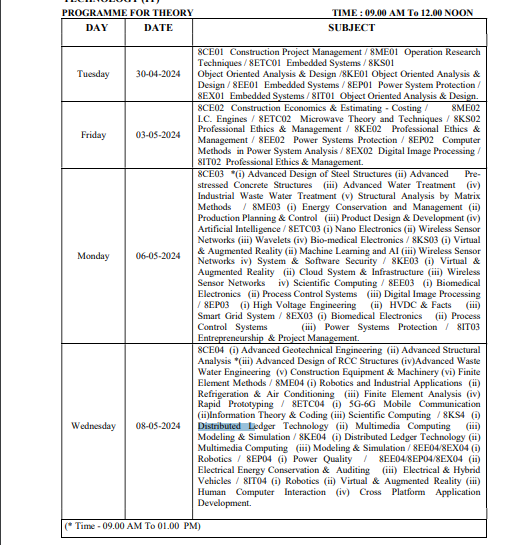 TECHNOLOGY (IT)
PROGRAMME FOR THEORY TIME : 09.00 AM To 12.00 NOON
DAY DATE SUBJECT
Tuesday 30-04-2024
8CE01 Construction Project Management / 8ME01 Operation Research
Techniques / 8ETC01 Embedded Systems / 8KS01
Object Oriented Analysis & Design /8KE01 Object Oriented Analysis &
Design / 8EE01 Embedded Systems / 8EP01 Power System Protection /
8EX01 Embedded Systems / 8IT01 Object Oriented Analysis & Design.
Friday 03-05-2024
8CE02 Construction Economics & Estimating - Costing / 8ME02
I.C. Engines / 8ETC02 Microwave Theory and Techniques / 8KS02
Professional Ethics & Management / 8KE02 Professional Ethics &
Management / 8EE02 Power Systems Protection / 8EP02 Computer
Methods in Power System Analysis / 8EX02 Digital Image Processing /
8IT02 Professional Ethics & Management.
Monday 06-05-2024
8CE03 *(i) Advanced Design of Steel Structures (ii) Advanced Pre-
stressed Concrete Structures (iii) Advanced Water Treatment (iv)
Industrial Waste Water Treatment (v) Structural Analysis by Matrix
Methods / 8ME03 (i) Energy Conservation and Management (ii)
Production Planning & Control (iii) Product Design & Development (iv)
Artificial Intelligence / 8ETC03 (i) Nano Electronics (ii) Wireless Sensor
Networks (iii) Wavelets (iv) Bio-medical Electronics / 8KS03 (i) Virtual
& Augmented Reality (ii) Machine Learning and AI (iii) Wireless Sensor
Networks iv) System & Software Security / 8KE03 (i) Virtual &
Augmented Reality (ii) Cloud System & Infrastructure (iii) Wireless
Sensor Networks iv) Scientific Computing / 8EE03 (i) Biomedical
Electronics (ii) Process Control Systems (iii) Digital Image Processing
/ 8EP03 (i) High Voltage Engineering (ii) HVDC & Facts (iii)
Smart Grid System / 8EX03 (i) Biomedical Electronics (ii) Process
Control Systems (iii) Power Systems Protection / 8IT03
Entrepreneurship & Project Management.
Wednesday 08-05-2024
8CE04 (i) Advanced Geotechnical Engineering (ii) Advanced Structural
Analysis *(iii) Advanced Design of RCC Structures (iv)Advanced Waste
Water Engineering (v) Construction Equipment & Machinery (vi) Finite
Element Methods / 8ME04 (i) Robotics and Industrial Applications (ii)
Refrigeration & Air Conditioning (iii) Finite Element Analysis (iv)
Rapid Prototyping / 8ETC04 (i) 5G-6G Mobile Communication
(ii)Information Theory & Coding (iii) Scientific Computing / 8KS4 (i)
Distributed Ledger Technology (ii) Multimedia Computing (iii)
Modeling & Simulation / 8KE04 (i) Distributed Ledger Technology (ii)
Multimedia Computing (iii) Modeling & Simulation / 8EE04/8EX04 (i)
Robotics / 8EP04 (i) Power Quality / 8EE04/8EP04/8EX04 (ii)
Electrical Energy Conservation & Auditing (iii) Electrical & Hybrid
Vehicles / 8IT04 (i) Robotics (ii) Virtual & Augmented Reality (iii)
Human Computer Interaction (iv) Cross Platform Application
Development.
(* Time - 09.00 AM To 01.00 PM)